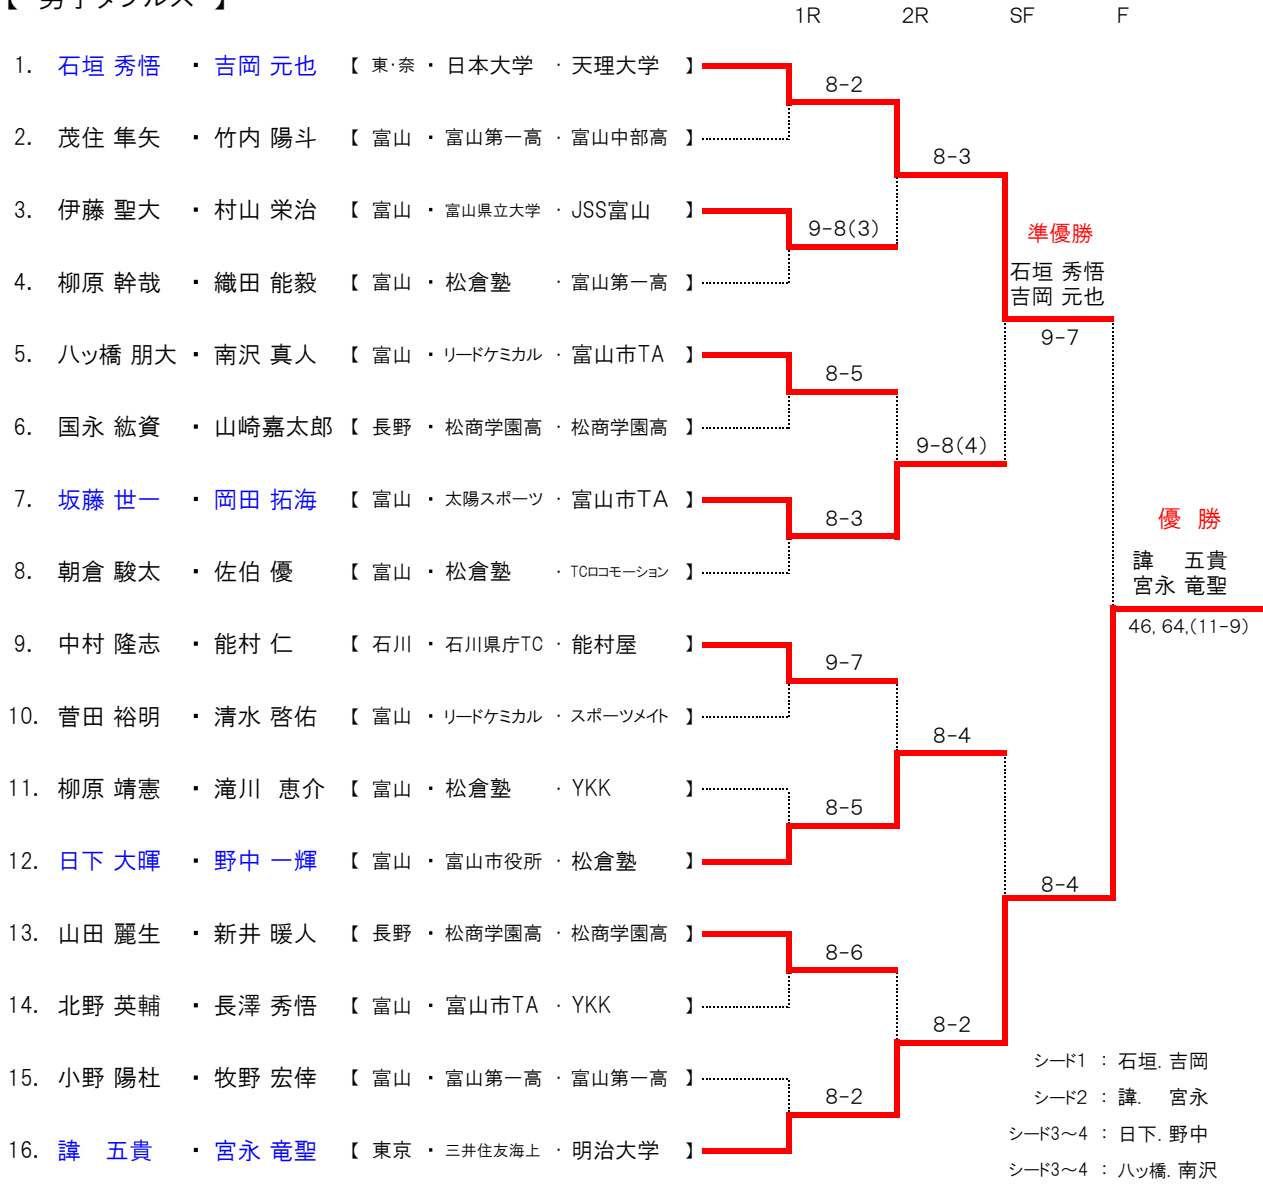 【 男子ダブルス 】
1R 2R SF F
1. 石垣 秀悟 ・ 吉岡 元也 【 東・奈 ・ 日本大学 ・ 天理大学 】
8-2
2. 茂住 隼矢 ・ 竹内 陽斗 【 富山 ・ 富山第一高 ・ 富山中部高 】
8-3
3. 伊藤 聖大 ・ 村山 栄治 【 富山 ・ 富山県立大学 ・ JSS富山 】
9-8(3)
準優勝
石垣 秀悟
吉岡 元也
4. 柳原 幹哉 ・ 織田 能毅 【 富山 ・ 松倉塾 ・ 富山第一高 】
9-7
5. 八ッ橋 朋大 ・ 南沢 真人 【 富山 ・ リードケミカル ・ 富山市TA 】
8-5
6. 国永 紘資 ・ 山崎嘉太郎 【 長野 ・ 松商学園高 ・ 松商学園高 】
9-8(4)
7. 坂藤 世一 ・ 岡田 拓海 【 富山 ・ 太陽スポーツ ・ 富山市TA 】
8-3
優 勝
8. 朝倉 駿太 ・ 佐伯 優 【 富山 ・ 松倉塾 ・ TCロコモーション 】
諱 五貴
宮永 竜聖
46,64,(11-9)
9. 中村 隆志 ・ 能村 仁 【 石川 ・ 石川県庁TC ・ 能村屋 】
9-7
10. 菅田 裕明 ・ 清水 啓佑 【 富山 ・ リードケミカル ・ スポーツメイト 】
8-4
11. 柳原 靖憲 ・ 滝川 恵介 【 富山 ・ 松倉塾 ・ YKK 】
8-5
12. 日下 大暉 ・ 野中 一輝 【 富山 ・ 富山市役所 ・ 松倉塾 】
8-4
13. 山田 麗生 ・ 新井 暖人 【 長野 ・ 松商学園高 ・ 松商学園高 】
8-6
14. 北野 英輔 ・ 長澤 秀悟 【 富山 ・ 富山市TA ・ YKK 】
8-2
15. 小野 陽杜 ・ 牧野 宏倖 【 富山 ・ 富山第一高 ・ 富山第一高 】
8-2
16. 諱 五貴 ・ 宮永 竜聖 【 東京 ・ 三井住友海上 ・ 明治大学 】
シード1 : 石垣. 吉岡
シード2 : 諱. 宮永
シード3～4 : 日下. 野中
シード3～4 : 八ッ橋. 南沢